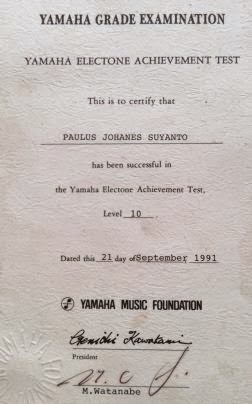 YAMAHA GRADE EXAMINATION
YAMAHA ELECTONE ACHIEVEMENT TEST
This is to certify that
PAULUS JOHANES SUYANTO
has been successful in
the Yamaha Electone Achievement Test,
Level 10
Dated this 21 day of September 1991
YAMAHA MUSIC FOUNDATION
Genichi Kawakami
President
M.Watanabe